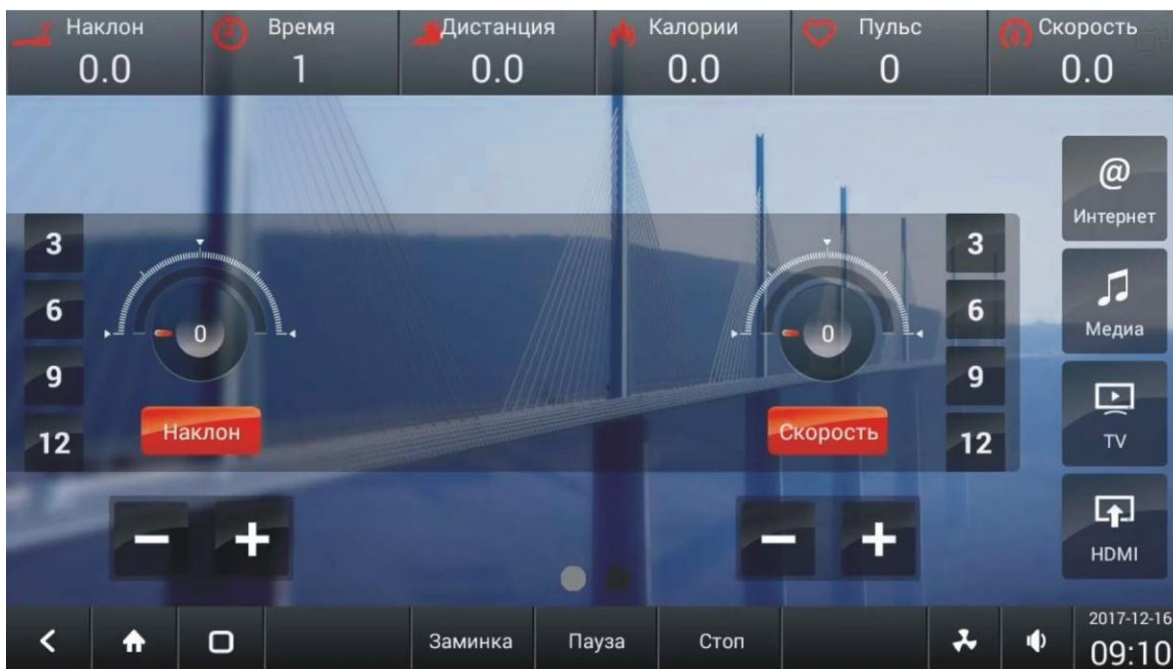 Наклон
0.0
Время
1
Дистанция
0.0
Калории
0.0
Пульс
0
Скорость
0.0
3
6
9
12
0
Наклон
0
Скорость
3
6
9
12
@
Интернет
Медиа
TV
HDMI
− +
− +
Заминка
Пауза
Стоп
2017-12-16
09:10